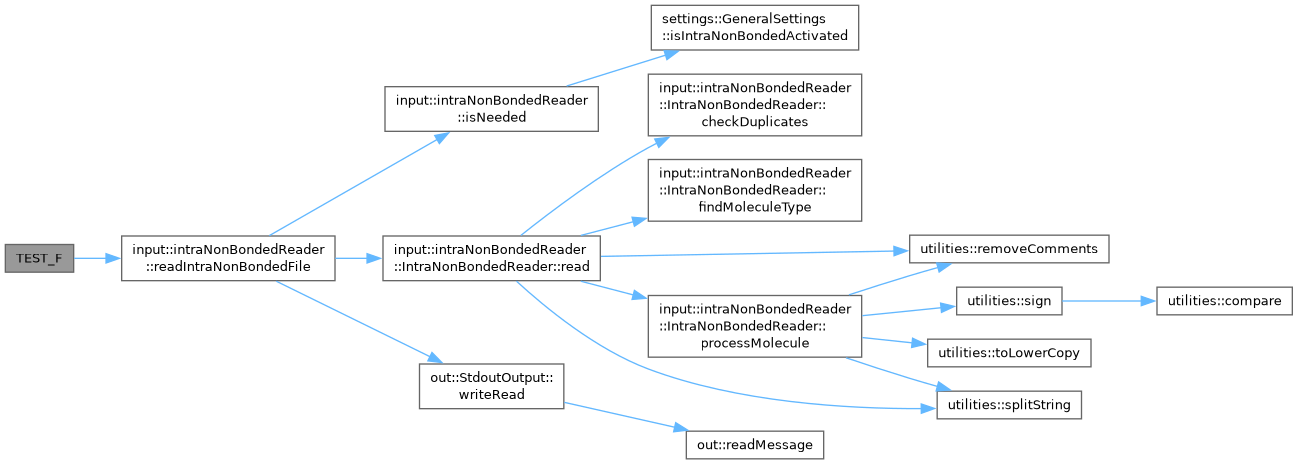 settings::GeneralSettings
::isIntraNonBondedActivated
input::intraNonBondedReader
::IntraNonBondedReader::
checkDuplicates
input::intraNonBondedReader
::isNeeded
input::intraNonBondedReader
::IntraNonBondedReader::
findMoleculeType
TEST_F
input::intraNonBondedReader
::readIntraNonBondedFile
input::intraNonBondedReader
::IntraNonBondedReader::read
utilities::removeComments
input::intraNonBondedReader
::IntraNonBondedReader::
processMolecule
utilities::sign
utilities::compare
utilities::toLowerCopy
out::StdoutOutput::
writeRead
utilities::splitString
out::readMessage